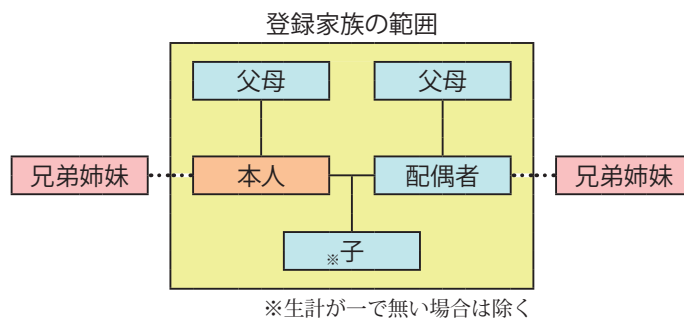 登録家族の範囲
父母
父母
兄弟姉妹
本人
配偶者
兄弟姉妹
※子
※生計が一で無い場合は除く